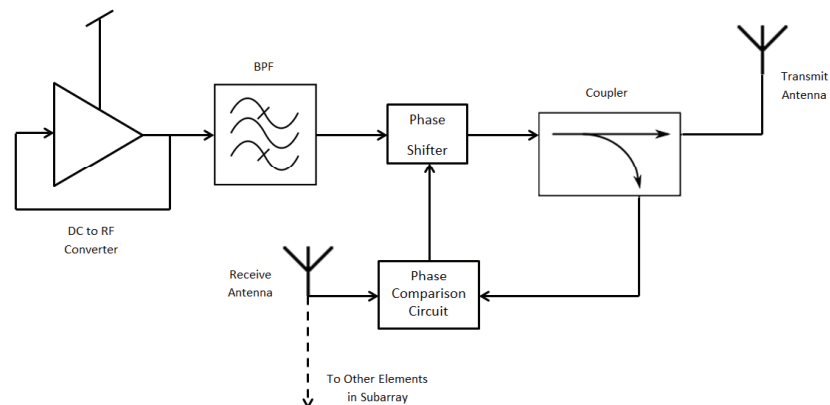 BPF
Transmit
Antenna
Coupler
Phase
Shifter
DC to RF
Converter
Receive
Antenna
Phase
Comparison
Circuit
To Other Elements
in Subarray